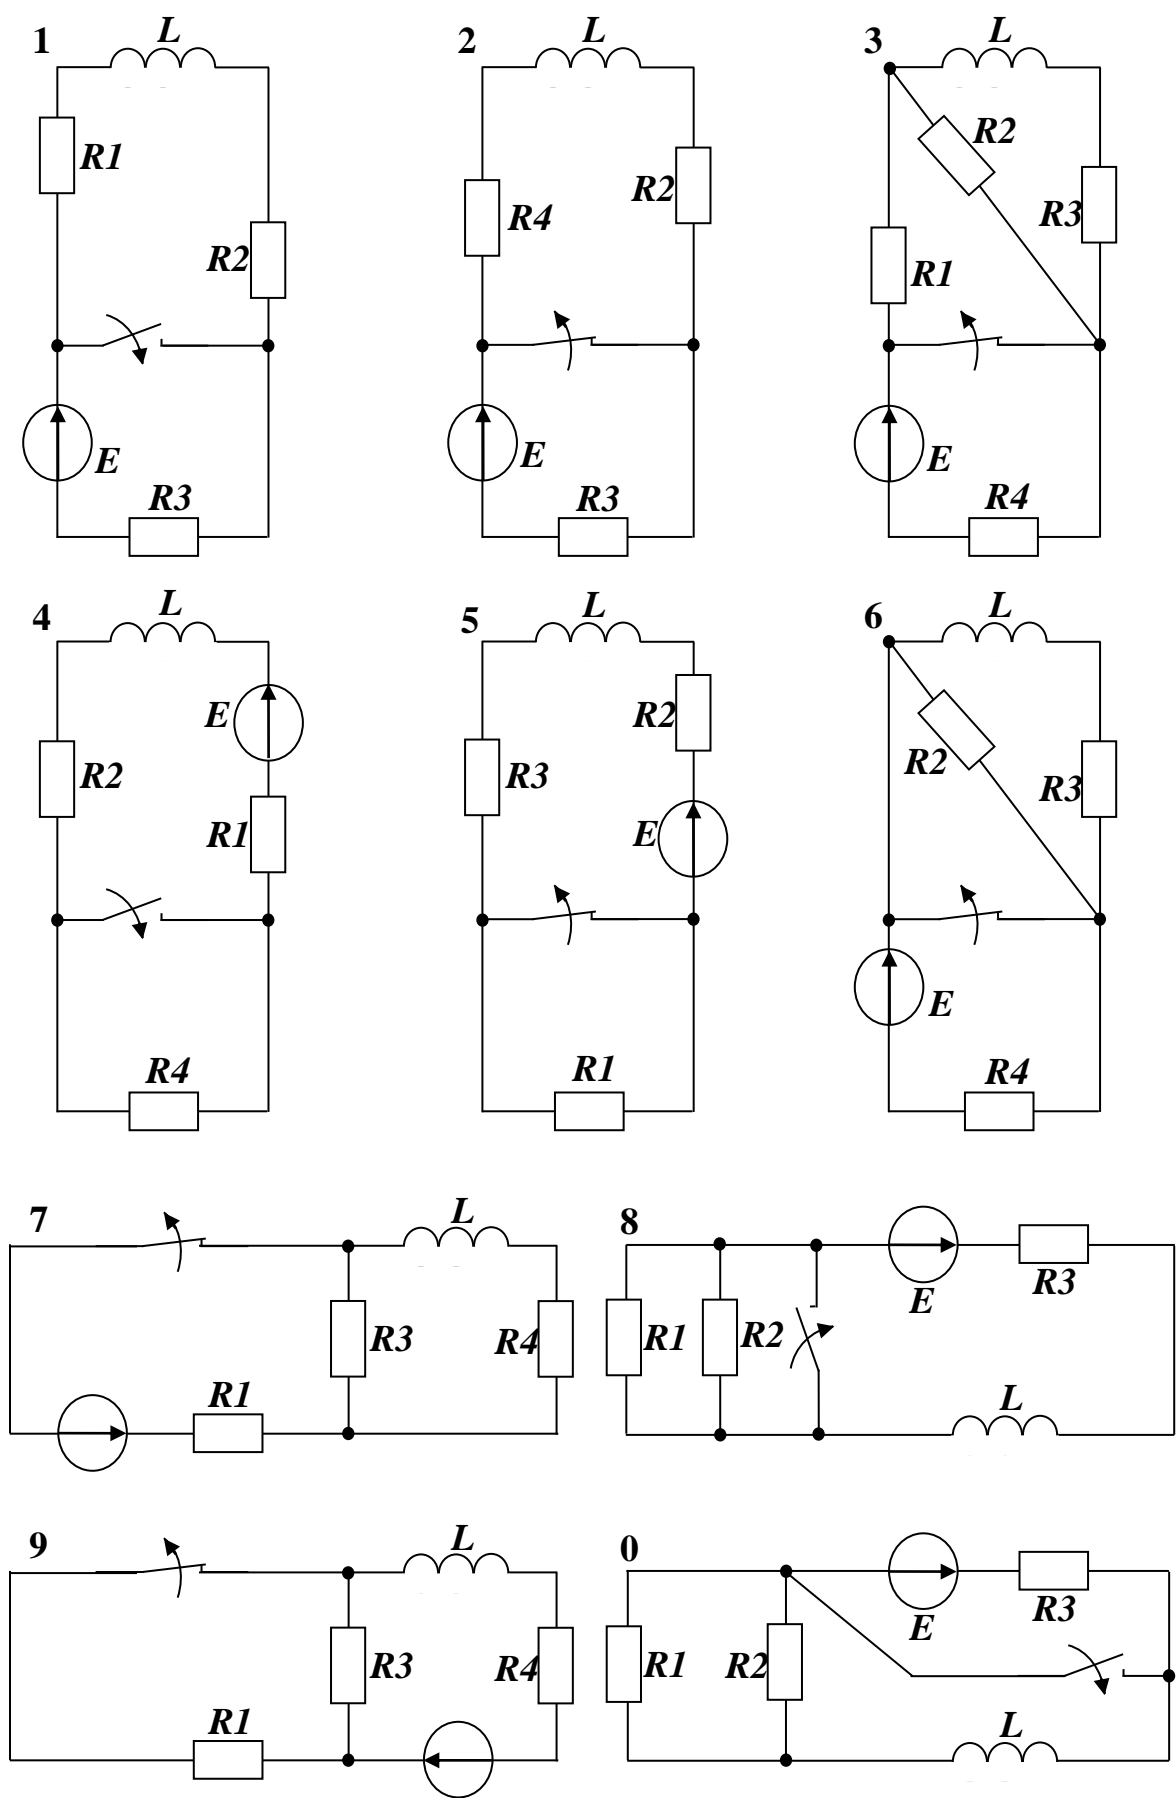 1 L 2 L 3 L
R1 R2 R4 R2 R2 R3 R1
E R3 E R3 E R4
4 L 5 L 6 L
R2 E R1 R3 R2 E R2 R3
R4 R1 E R4
7 L 8 E R3
R3 R4 R1 R1 R2 L
9 L 0 E R3
R3 R4 R1 R1 R2 L